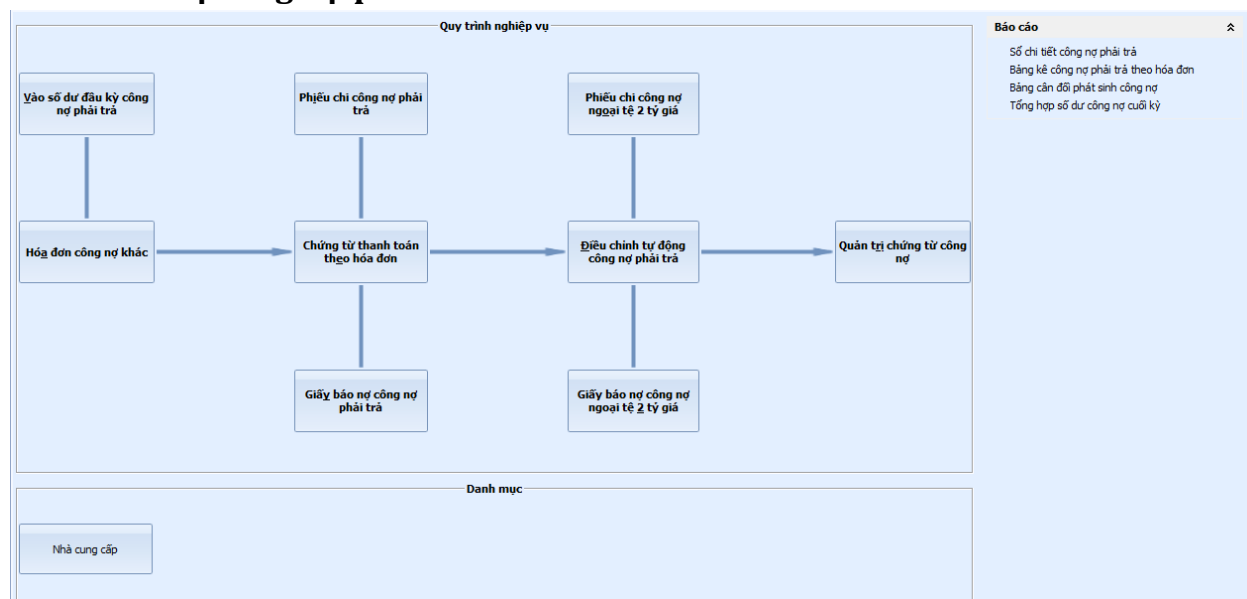 Quy trình nghiệp vụ
Vào số dư đầu kỳ công
nợ phải trả
Phiếu chi công nợ phải
trả
Phiếu chi công nợ
ngoại tệ 2 tỷ giá
Hóa đơn công nợ khác
Chứng từ thanh toán
theo hóa đơn
Điều chỉnh tự động
công nợ phải trả
Quản trị chứng từ công
nợ
Giấy báo nợ công nợ
phải trả
Giấy báo nợ công nợ
ngoại tệ 2 tỷ giá
Danh mục
Nhà cung cấp
Báo cáo
Sổ chi tiết công nợ phải trả
Bảng kê công nợ phải trả theo hóa đơn
Bảng cân đối phát sinh công nợ
Tổng hợp số dư công nợ cuối kỳ